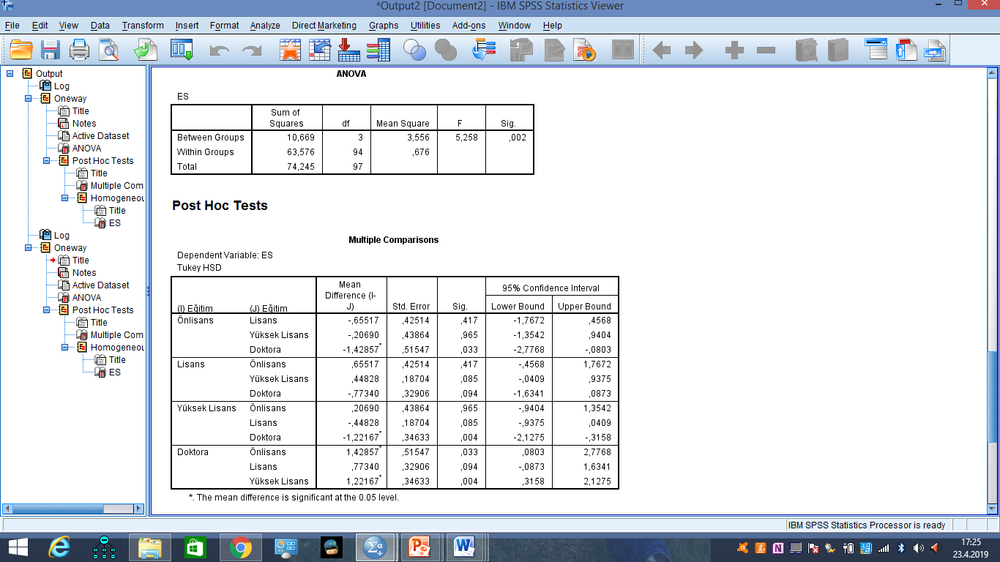 *Output2 [Document2] - IBM SPSS Statistics Viewer
File Edit View Data Transform Insert Format Analyze Direct Marketing Graphs Utilities Add-ons Window Help
Output
Log
Oneway
Title
Notes
Active Dataset
ANOVA
Post Hoc Tests
Title
Multiple Com
Homogeneou
Title
ES
Log
Oneway
Title
Notes
Active Dataset
ANOVA
Post Hoc Tests
Title
Multiple Com
Homogeneou
Title
ES
ANOVA
ES
Sum of Squares df Mean Square F Sig.
Between Groups 10,669 3 3,556 5,258 ,002
Within Groups 63,576 94 ,676
Total 74,245 97
Post Hoc Tests
Multiple Comparisons
Dependent Variable: ES
Tukey HSD
(I) Eğitim (J) Eğitim Mean Difference (I-J) Std. Error Sig. 95% Confidence Interval
Lower Bound Upper Bound
Önlisans Lisans -,65517 ,42514 ,417 -1,7672 ,4568
Yüksek Lisans -,20690 ,43864 ,965 -1,3542 ,9404
Doktora -1,42857* ,51547 ,033 -2,7768 -,0803
Lisans Önlisans ,65517 ,42514 ,417 -,4568 1,7672
Yüksek Lisans ,44828 ,18704 ,085 -,0409 ,9375
Doktora -,77340 ,32906 ,094 -1,6341 ,0873
Yüksek Lisans Önlisans ,20690 ,43864 ,965 -,9404 1,3542
Lisans -,44828 ,18704 ,085 -,9375 ,0409
Doktora -1,22167* ,34633 ,004 -2,1275 -,3158
Doktora Önlisans 1,42857* ,51547 ,033 ,0803 2,7768
Lisans ,77340 ,32906 ,094 -,0873 1,6341
Yüksek Lisans 1,22167* ,34633 ,004 ,3158 2,1275
*. The mean difference is significant at the 0.05 level.
IBM SPSS Statistics Processor is ready
17:25
23.4.2019